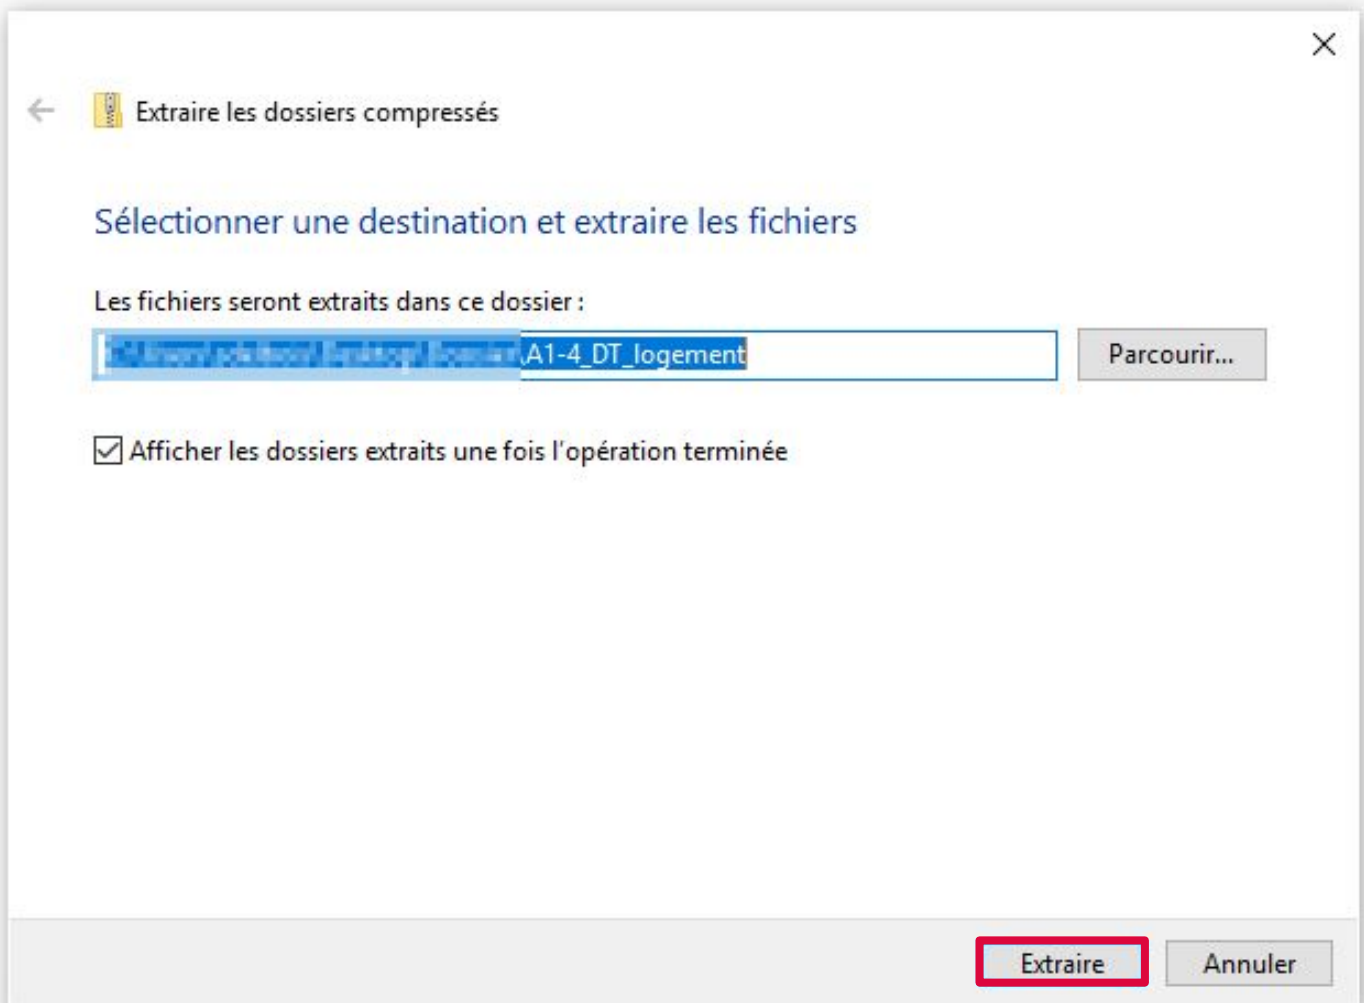 Extraire les dossiers compressés
Sélectionner une destination et extraire les fichiers
Les fichiers seront extraits dans ce dossier :
\A1-4_DT_logement
Parcourir...
Afficher les dossiers extraits une fois l'opération terminée
Extraire
Annuler